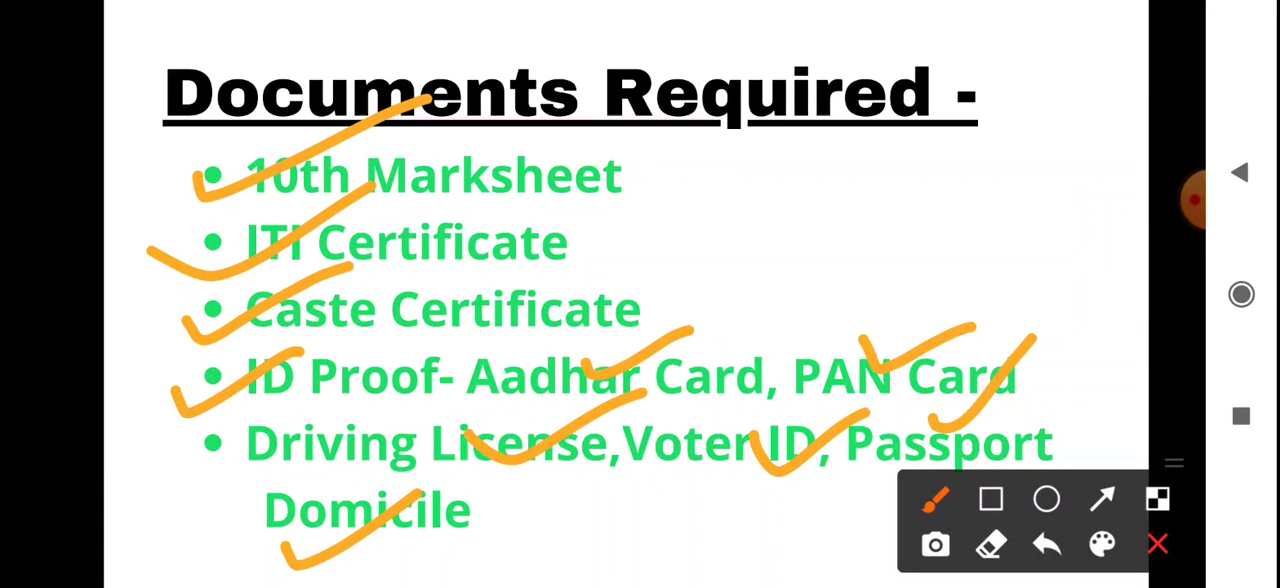 Documents Required -
• 10th Marksheet
• ITI Certificate
• Caste Certificate
• ID Proof- Aadhar Card, PAN Card
• Driving License,Voter ID, Passport
Domicile